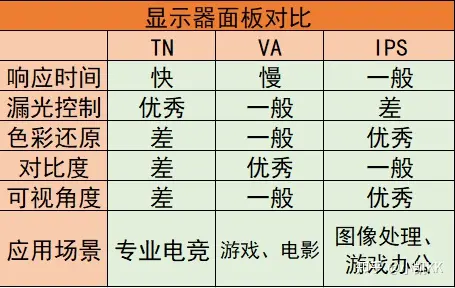 显示器面板对比
TN VA IPS
响应时间 快 慢 一般
漏光控制 优秀 一般 差
色彩还原 差 一般 优秀
对比度 差 优秀 一般
可视角度 差 一般 优秀
应用场景 专业电竞 游戏、电影 图像处理、
游戏办公
知乎